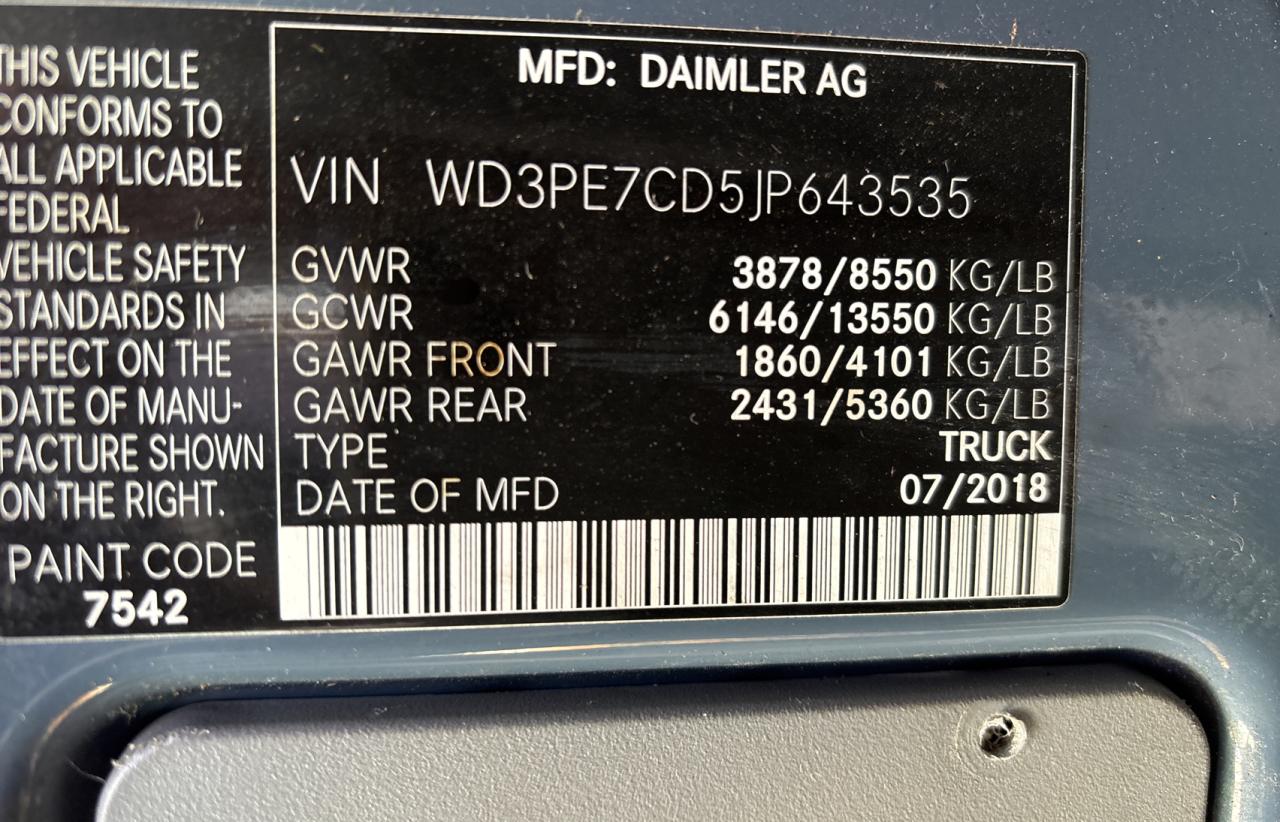 THIS VEHICLE
CONFORMS TO
ALL APPLICABLE
FEDERAL
VEHICLE SAFETY
STANDARDS IN
EFFECT ON THE
DATE OF MANU-
FACTURE SHOWN
ON THE RIGHT.
PAINT CODE
7542
MFD: DAIMLER AG
VIN WD3PE7CD5JP643535
GVWR 3878/8550 KG/LB
GCWR 6146/13550 KG/LB
GAWR FRONT 1860/4101 KG/LB
GAWR REAR 2431/5360 KG/LB
TYPE TRUCK
DATE OF MFD 07/2018